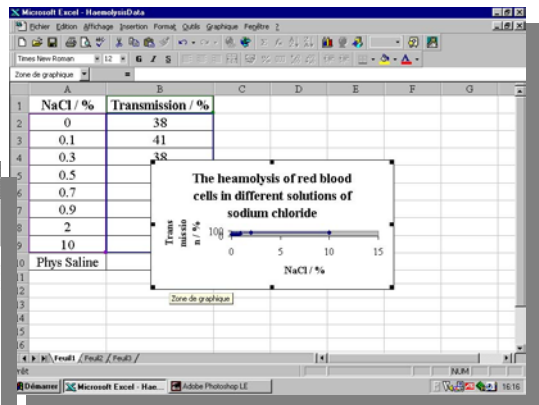 Microsoft Excel - HaemolysisData
Fichier Edition Affichage Insertion Format Outils Graphique Fenêtre ?
Times New Roman 12 G I S
Zone de graphique =
A B C D E F G
1 NaCl / % Transmission / %
2 0 38
3 0.1 41
4 0.3 38
5 0.5
6 0.7
7 0.9
8 2
9 10
10 Phys Saline
11
12
13
14
15
16
The heamolysis of red blood
cells in different solutions of
sodium chloride
Trans
missio
n / %
100
0
0 5 10 15
NaCl / %
Zone de graphique
Feuil1 Feuil2 Feuil3
Prêt NUM
Démarrer Microsoft Excel - Hae... Adobe Photoshop LE 16:16